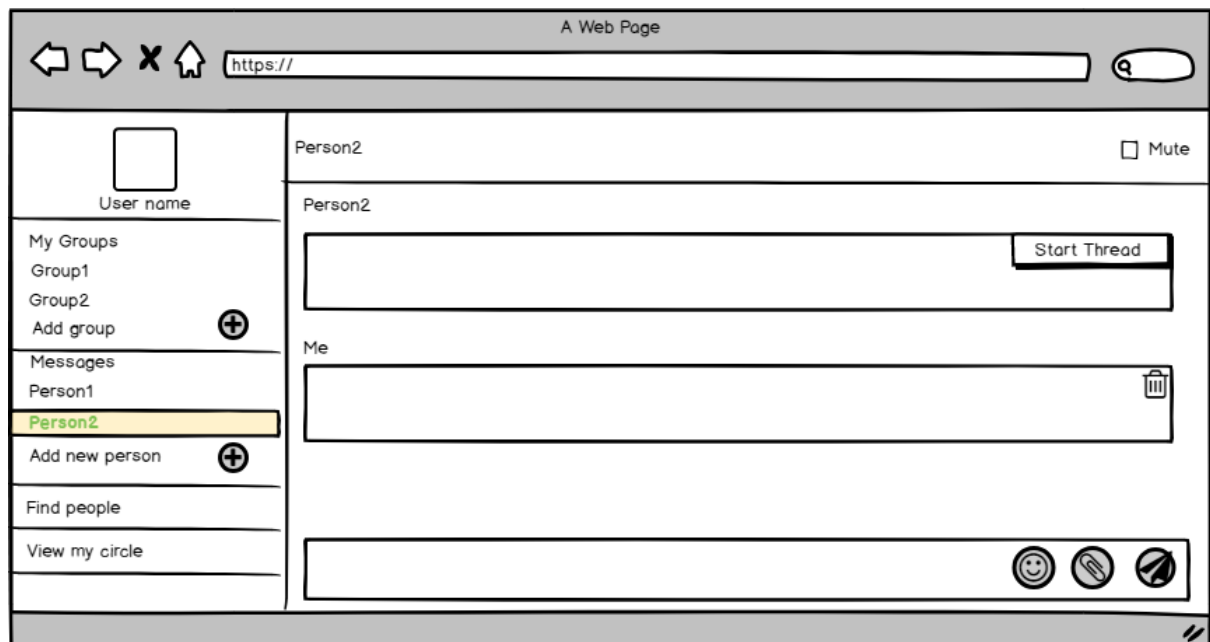 A Web Page
https://
User name
My Groups
Group1
Group2
Add group
Messages
Person1
Person2
Add new person
Find people
View my circle
Person2
Mute
Person2
Start Thread
Me